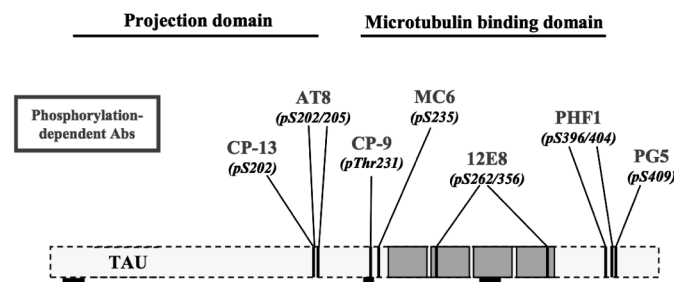 Projection domain
Microtubulin binding domain
Phosphorylation-
dependent Abs
AT8
(pS202/205)
MC6
(pS235)
CP-13
(pS202)
CP-9
(pThr231)
12E8
(pS262/356)
PHF1
(pS396/404)
PG5
(pS409)
TAU